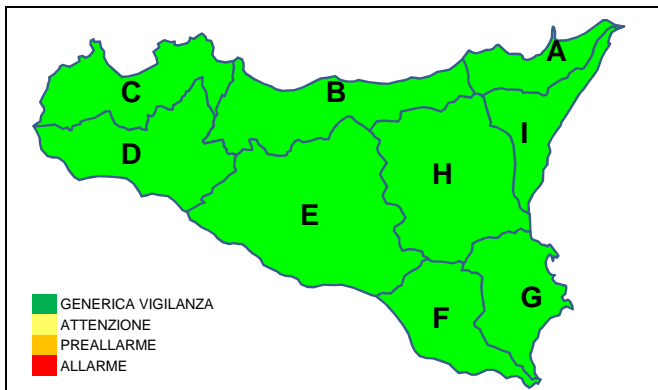 A
C
B
I
D
H
E
G
F
GENERICA VIGILANZA
ATTENZIONE
PREALLARME
ALLARME